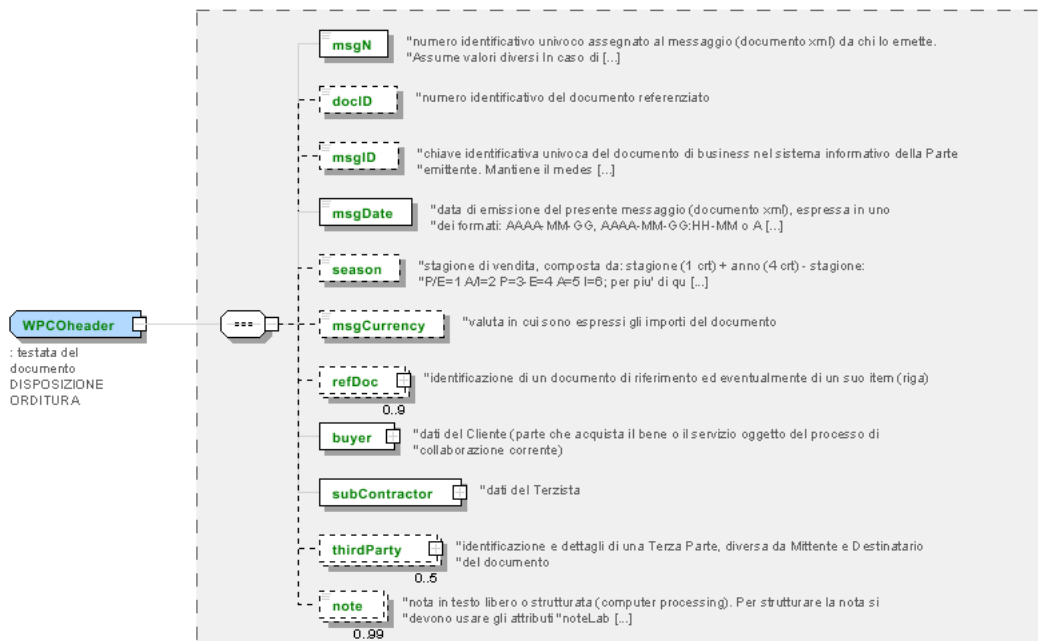 msgN
"numero identificativo univoco assegnato al messaggio (documento xml) da chi lo emette.
"Assume valori diversi In caso di [...]
docID
"numero identificativo del documento referenziato
msgID
"chiave identificativa univoca del documento di business nel sistema informativo della Parte
"emittente. Mantiene il medes [...]
msgDate
"data di emissione del presente messaggio (documento xml), espressa in uno
"dei formati: AAAA-MM-GG, AAAA-MM-GG:HH-MM o A [...]
season
"stagione di vendita, composta da: stagione (1 crt) + anno (4 crt) - stagione:
"P/E=1 A/I=2 P=3- E=4 A=5 I=6; per piu' di qu [...]
WPCOheader
: testata del
documento
DISPOSIZIONE
ORDITURA
msgCurrency
"valuta in cui sono espressi gli importi del documento
refDoc
"identificazione di un documento di riferimento ed eventualmente di un suo item (riga)
0..9
buyer
"dati del Cliente (parte che acquista il bene o il servizio oggetto del processo di
"collaborazione corrente)
subContractor
"dati del Terzista
thirdParty
"identificazione e dettagli di una Terza Parte, diversa da Mittente e Destinatario
"del documento
0..5
note
"nota in testo libero o strutturata (computer processing). Per strutturare la nota si
"devono usare gli attributi "noteLab [...]
0..99